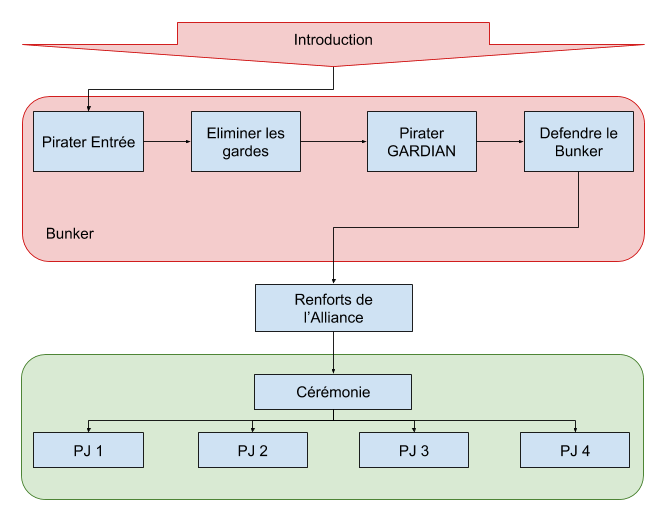 Introduction
Pirater Entrée
Eliminer les
gardes
Pirater
GARDIAN
Defendre le
Bunker
Bunker
Renforts de
l’Alliance
Cérémonie
PJ 1
PJ 2
PJ 3
PJ 4